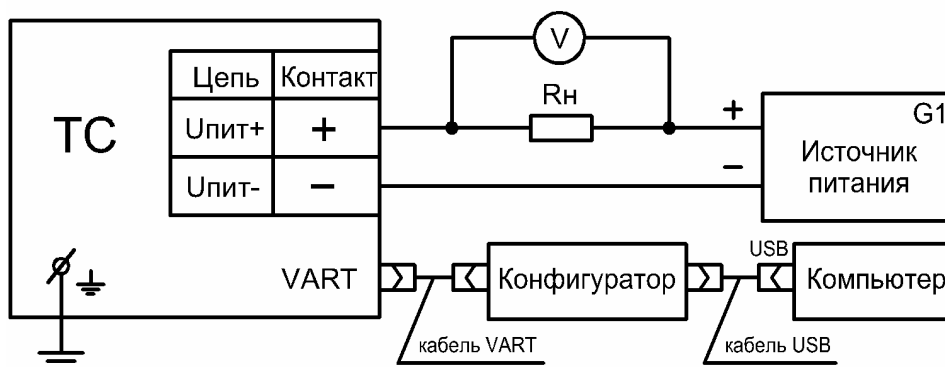 ТС
Цепь Контакт
Uпит+ +
Uпит- −
V
Rн
+
−
G1
Источник
питания
VART
Конфигуратор
USB
Компьютер
кабель VART
кабель USB